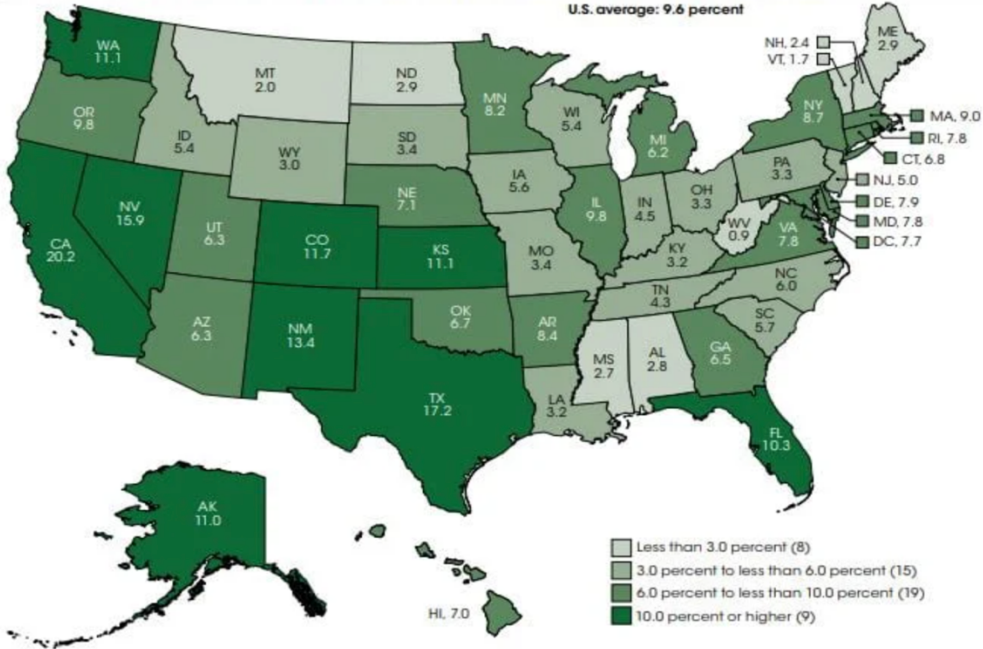 U.S. average: 9.6 percent
WA
11.1
MT
2.0
ND
2.9
MN
8.2
WI
5.4
MI
6.2
NY
8.7
NH, 2.4
VT, 1.7
ME
2.9
MA, 9.0
RI, 7.8
CT, 6.8
NJ, 5.0
DE, 7.9
MD, 7.8
DC, 7.7
OR
9.8
ID
5.4
WY
3.0
SD
3.4
IA
5.6
NE
7.1
IL
9.8
IN
4.5
OH
3.3
PA
3.3
WV
0.9
VA
7.8
NV
15.9
CA
20.2
UT
6.3
CO
11.7
KS
11.1
MO
3.4
KY
3.2
NC
6.0
TN
4.3
SC
5.7
AZ
6.3
NM
13.4
OK
6.7
AR
8.4
MS
2.7
AL
2.8
GA
6.5
LA
3.2
TX
17.2
FL
10.3
AK
11.0
HI, 7.0
Less than 3.0 percent (8)
3.0 percent to less than 6.0 percent (15)
6.0 percent to less than 10.0 percent (19)
10.0 percent or higher (9)